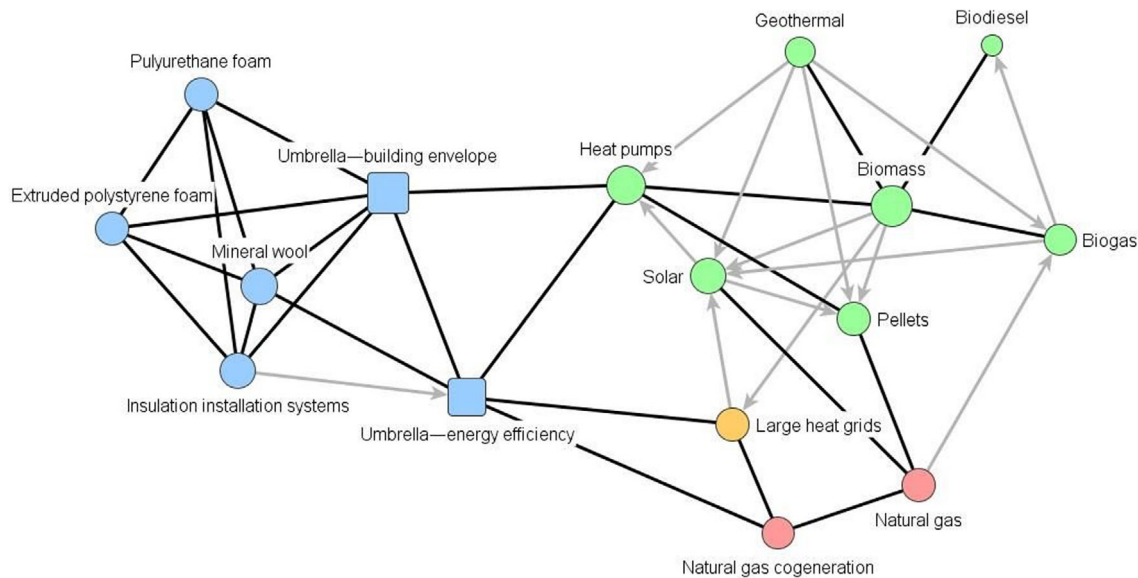 Geothermal
Biodiesel
Pulyurethane foam
Umbrella—building envelope
Heat pumps
Biomass
Extruded polystyrene foam
Mineral wool
Biogas
Solar
Pellets
Insulation installation systems
Umbrella—energy efficiency
Large heat grids
Natural gas
Natural gas cogeneration